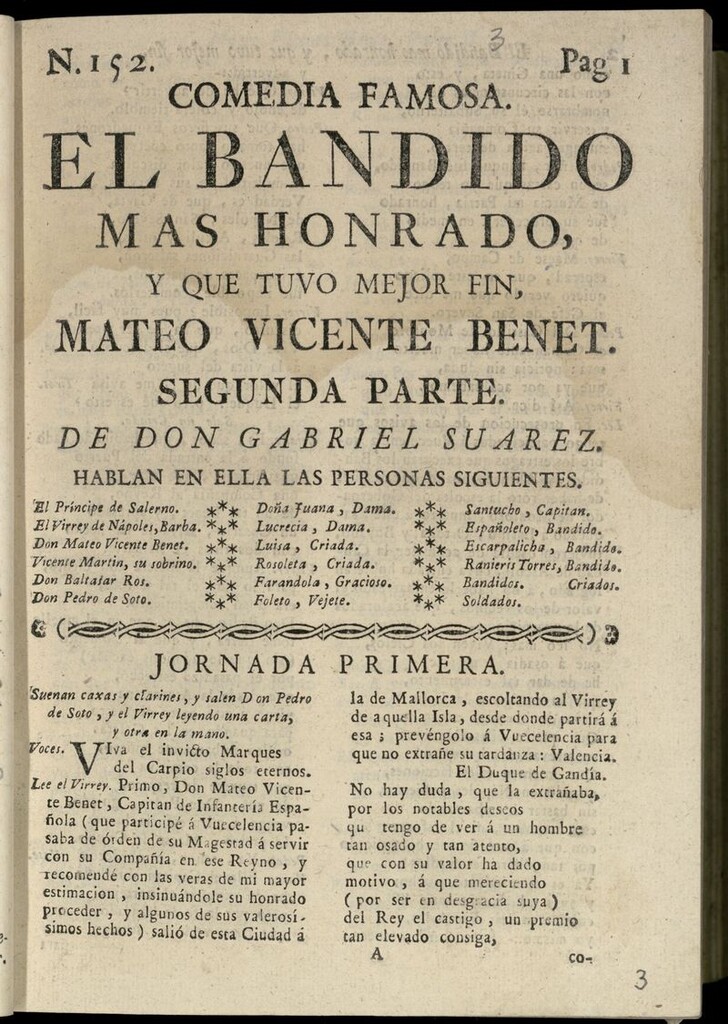 3
N. 152. Pag 1
COMEDIA FAMOSA.
EL BANDIDO
MAS HONRADO,
Y QUE TUVO MEJOR FIN,
MATEO VICENTE BENET.
SEGUNDA PARTE.
DE DON GABRIEL SUAREZ.
HABLAN EN ELLA LAS PERSONAS SIGUIENTES.
El Príncipe de Salerno. *** Doña Juana, Dama. *** Santucho, Capitan.
El Virrey de Nápoles, Barba. *** Lucrecia, Dama. *** Españoleto, Bandido.
Don Mateo Vicente Benet. *** Luisa, Criada. *** Escarpalicha, Bandido.
Vicente Martin, su sobrino. *** Rosoleta, Criada. *** Ranieris Torres, Bandido.
Don Baltasar Ros. *** Farandola, Gracioso. *** Bandidos. Criados.
Don Pedro de Soto. *** Foleto, Vejete. *** Soldados.
JORNADA PRIMERA.
Suenan caxas y clarines, y salen Don Pedro
de Soto, y el Virrey leyendo una carta,
y otra en la mano.
Voces. VIva el invicto Marques
del Carpio siglos eternos.
Lee el Virrey. Primo, Don Mateo Vicen-
te Benet, Capitan de Infantería Espa-
ñola (que participé á Vuecelencia pa-
saba de órden de su Magestad á servir
con su Compañía en ese Reyno, y
recomendé con las veras de mi mayor
estimacion, insinuándole su honrado
proceder, y algunos de sus valerosí-
simos hechos) salió de esta Ciudad á
la de Mallorca, escoltando al Virrey
de aquella Isla, desde donde partirá á
esa; prevéngolo á Vuecelencia para
que no extrañe su tardanza: Valencia.
El Duque de Gandía.
No hay duda, que la extrañaba,
por los notables deseos
qu tengo de ver á un hombre
tan osado y tan atento,
que con su valor ha dado
motivo, á que mereciendo
(por ser en desgracia suya)
del Rey el castigo, un premio
tan elevado consiga,
A co-
3